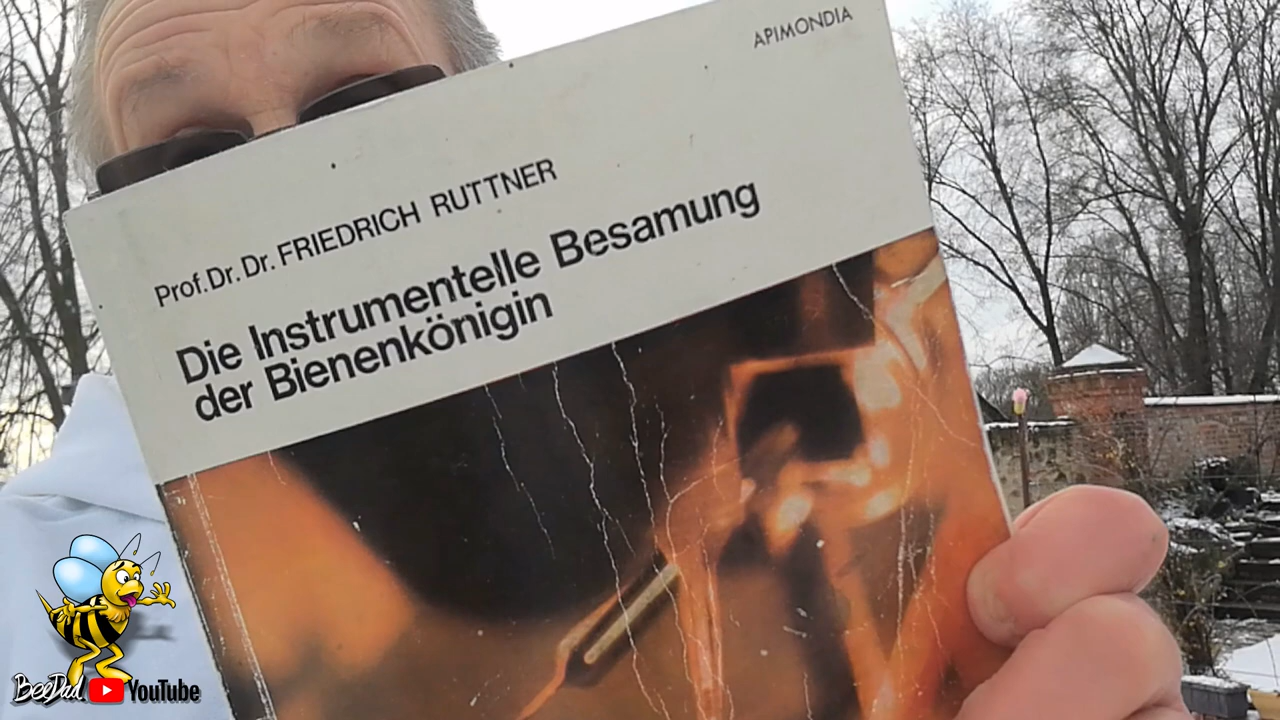 APIMONDIA
Prof. Dr. Dr. FRIEDRICH RUTTNER
Die Instrumentelle Besamung
der Bienenkönigin
BeeDad YouTube